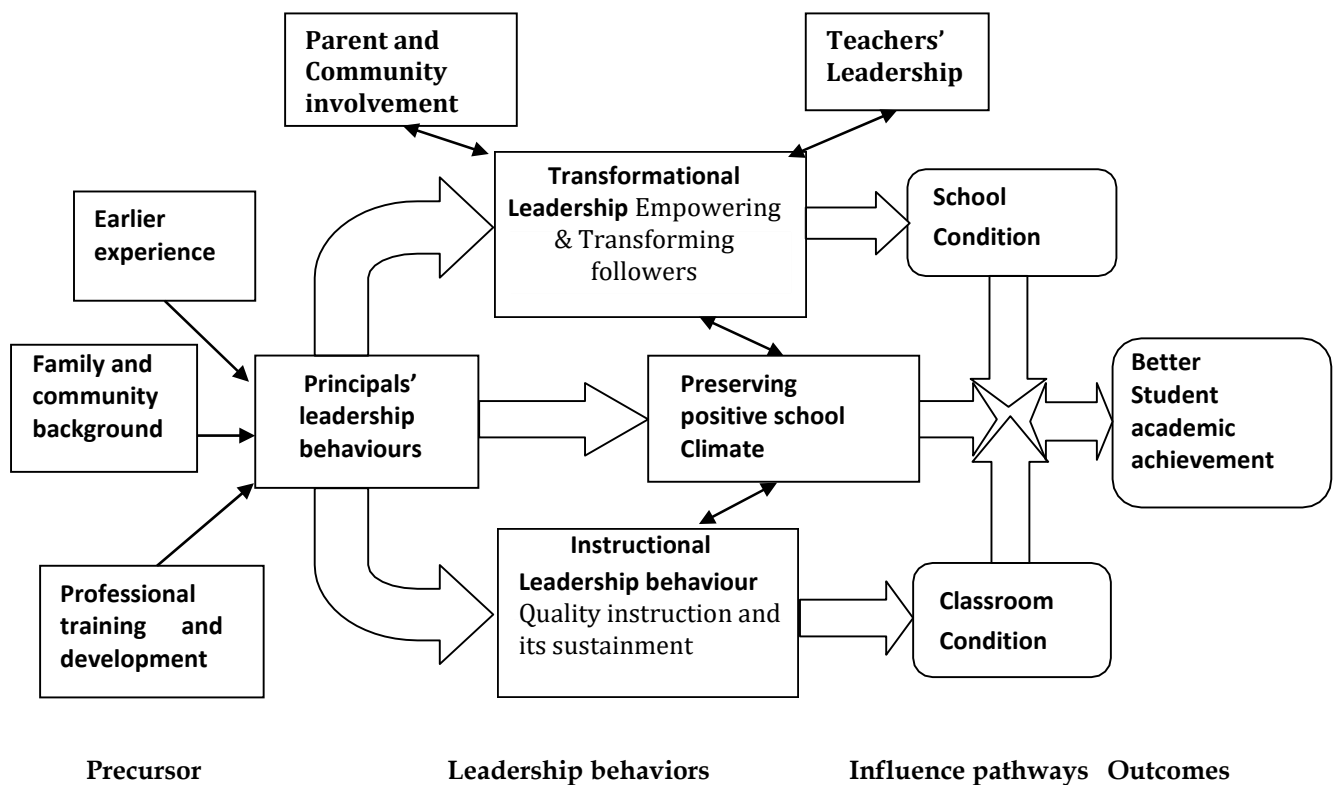 Parent and
Community
involvement
Teachers’
Leadership
Transformational
Leadership Empowering
& Transforming
followers
School
Condition
Earlier
experience
Family and
community
background
Principals’
leadership
behaviours
Preserving
positive school
Climate
Better
Student
academic
achievement
Professional
training and
development
Instructional
Leadership behaviour
Quality instruction and
its sustainment
Classroom
Condition
Precursor
Leadership behaviors
Influence pathways
Outcomes